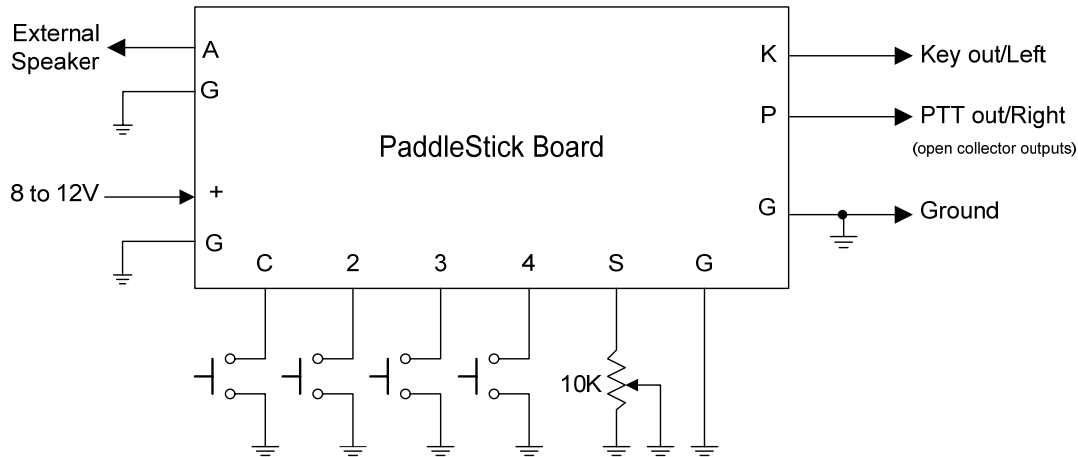 External
Speaker
A
G
8 to 12V
+
G
PaddleStick Board
K
Key out/Left
P
PTT out/Right
(open collector outputs)
G
Ground
C 2 3 4 S G
10K